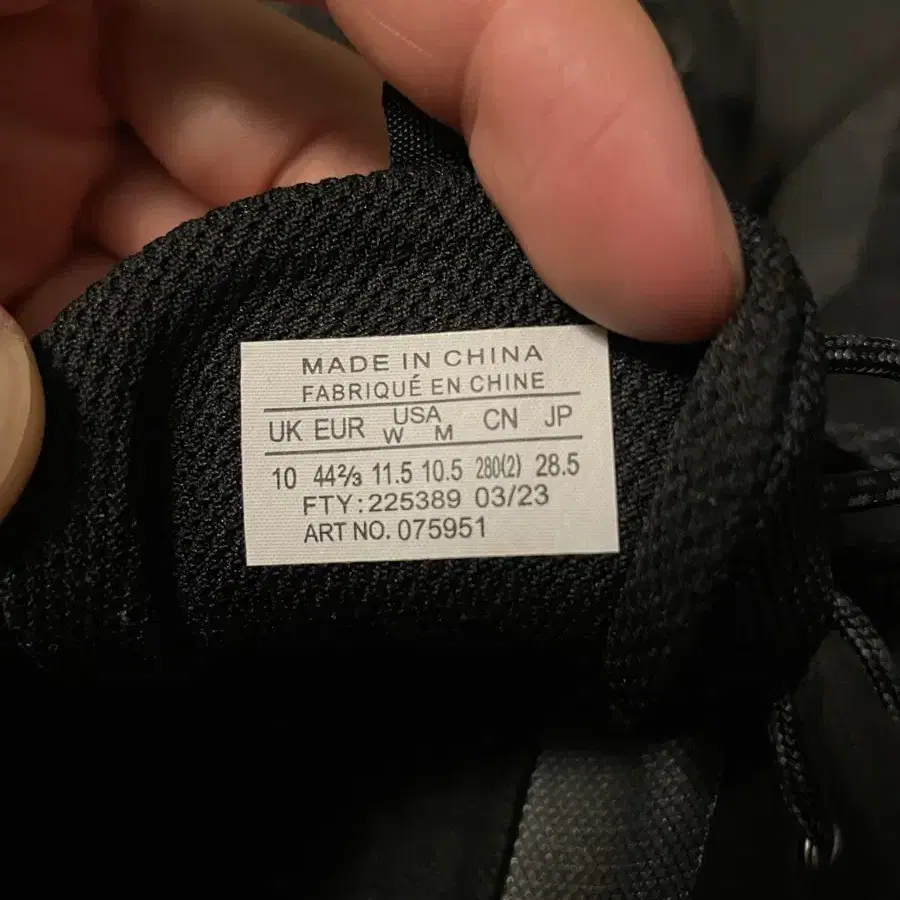 MADE IN CHINA
FABRIQUÉ EN CHINE
UK EUR USA W M CN JP
10 44⅔ 11.5 10.5 280(2) 28.5
FTY: 225389 03/23
ART NO. 075951